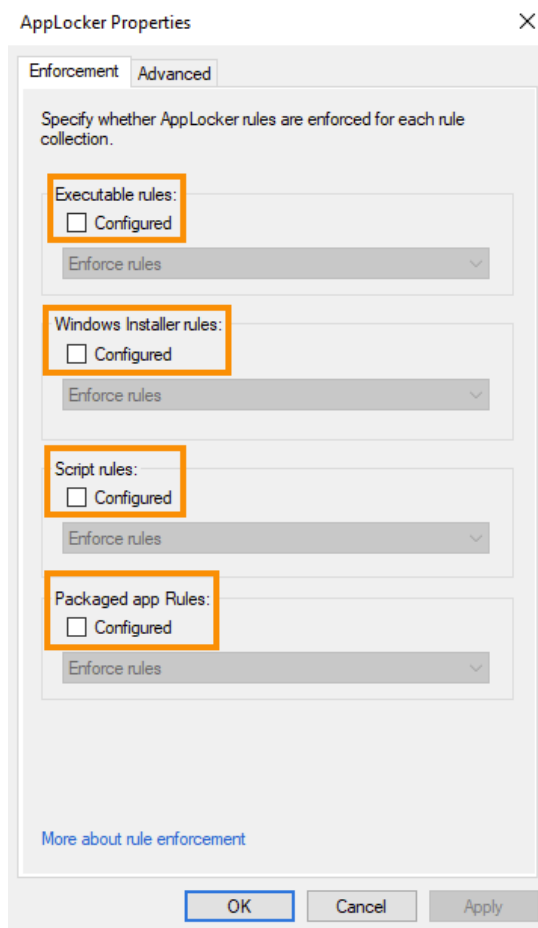 AppLocker Properties
Enforcement
Advanced
Specify whether AppLocker rules are enforced for each rule
collection.
Executable rules:
Configured
Enforce rules
Windows Installer rules:
Configured
Enforce rules
Script rules:
Configured
Enforce rules
Packaged app Rules:
Configured
Enforce rules
More about rule enforcement
OK
Cancel
Apply